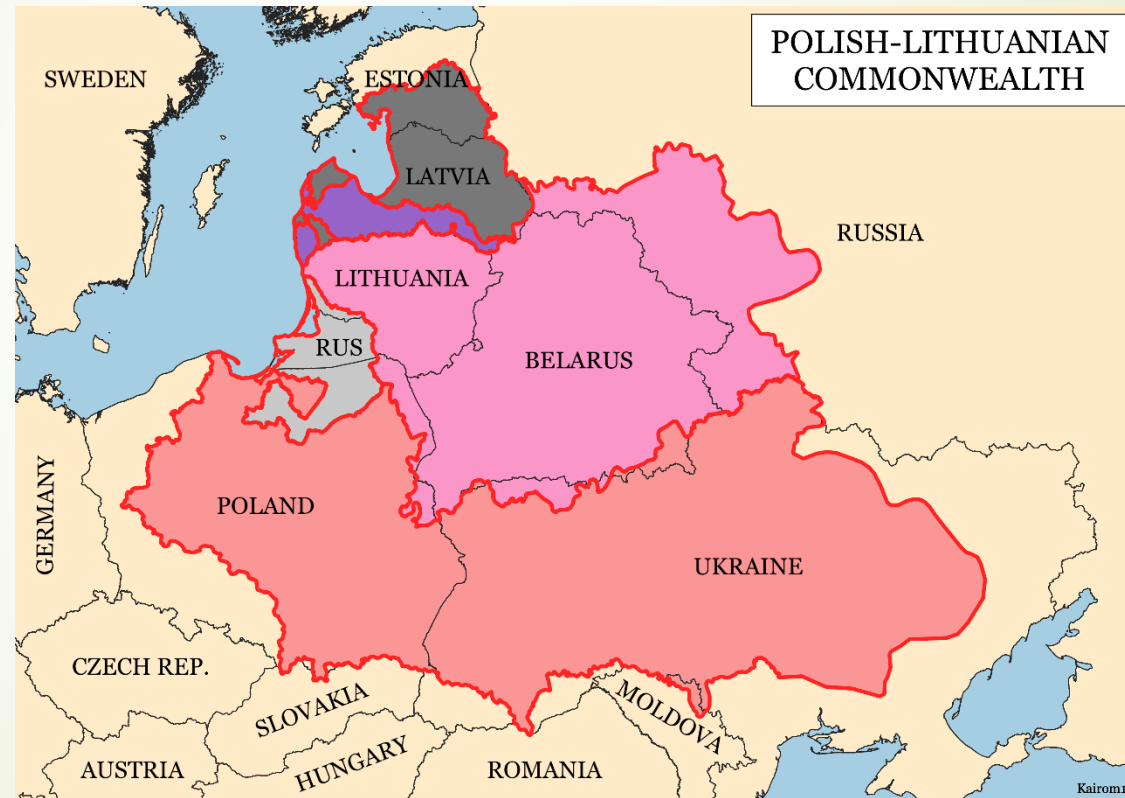 POLISH-LITHUANIAN
COMMONWEALTH
SWEDEN
ESTONIA
LATVIA
RUSSIA
LITHUANIA
RUS
BELARUS
GERMANY
POLAND
UKRAINE
CZECH REP.
SLOVAKIA
MOLDOVA
AUSTRIA
HUNGARY
ROMANIA
Kairom1